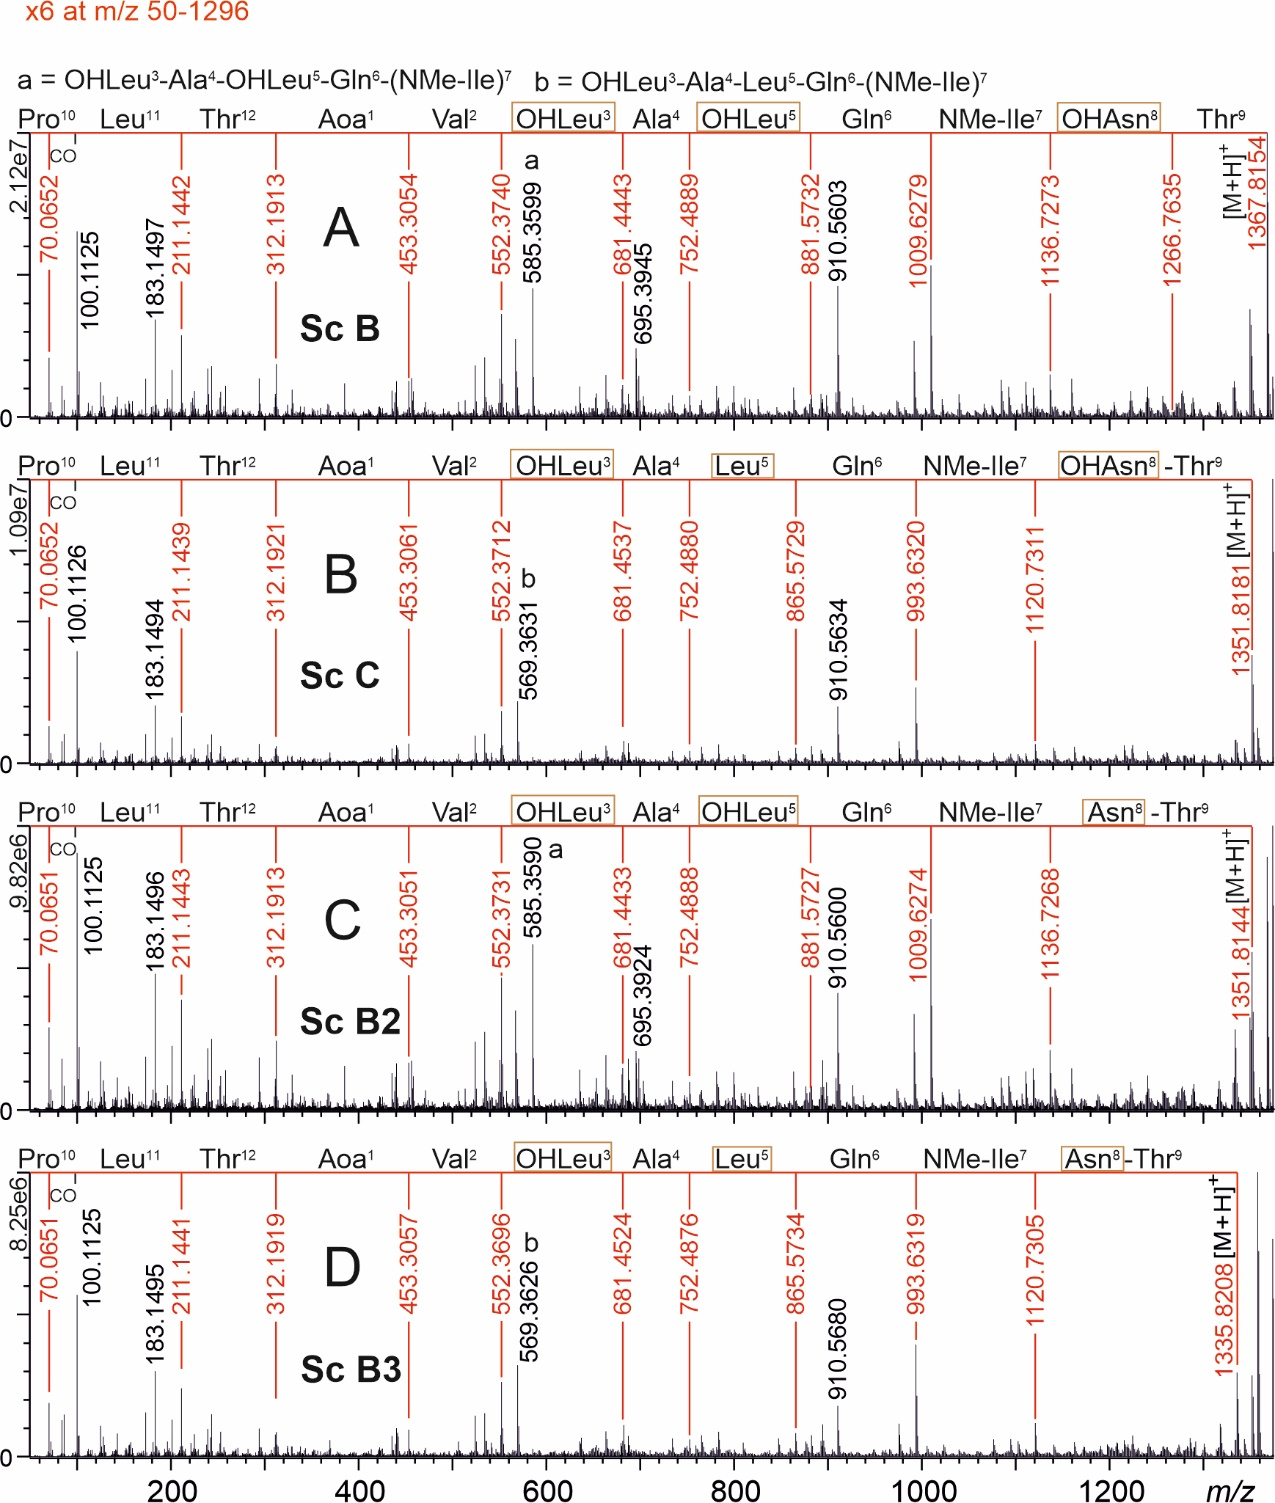 x6 at m/z 50-1296
a = OHLeu³-Ala⁴-OHLeu⁵-Gln⁶-(NMe-Ile)⁷ b = OHLeu³-Ala⁴-Leu⁵-Gln⁶-(NMe-Ile)⁷
Pro¹⁰ Leu¹¹ Thr¹² Aoa¹ Val² OHLeu³ Ala⁴ OHLeu⁵ Gln⁶ NMe-Ile⁷ OHAsn⁸ Thr⁹
CO
2.12e7
0
70.0652 100.1125 183.1497 211.1442 312.1913 453.3054 552.3740 585.3599 a 681.4443 695.3945 752.4889 881.5732 910.5603 1009.6279 1136.7273 1266.7635 [M+H]⁺ 1367.8154
A
Sc B
Pro¹⁰ Leu¹¹ Thr¹² Aoa¹ Val² OHLeu³ Ala⁴ Leu⁵ Gln⁶ NMe-Ile⁷ OHAsn⁸ -Thr⁹
CO
1.09e7
0
70.0652 100.1126 183.1494 211.1439 312.1921 453.3061 552.3712 569.3631 b 681.4537 752.4880 865.5729 910.5634 993.6320 1120.7311 1351.8181 [M+H]⁺
B
Sc C
Pro¹⁰ Leu¹¹ Thr¹² Aoa¹ Val² OHLeu³ Ala⁴ OHLeu⁵ Gln⁶ NMe-Ile⁷ Asn⁸ -Thr⁹
CO
9.82e6
0
70.0651 100.1125 183.1496 211.1443 312.1913 453.3051 552.3731 585.3590 a 681.4433 695.3924 752.4888 881.5727 910.5600 1009.6274 1136.7268 1351.8144 [M+H]⁺
C
Sc B2
Pro¹⁰ Leu¹¹ Thr¹² Aoa¹ Val² OHLeu³ Ala⁴ Leu⁵ Gln⁶ NMe-Ile⁷ Asn⁸-Thr⁹
CO
8.25e6
0
70.0651 100.1125 183.1495 211.1441 312.1919 453.3057 552.3696 569.3626 b 681.4524 752.4876 865.5734 910.5680 993.6319 1120.7305 1335.8208 [M+H]⁺
D
Sc B3
200 400 600 800 1000 1200 m/z